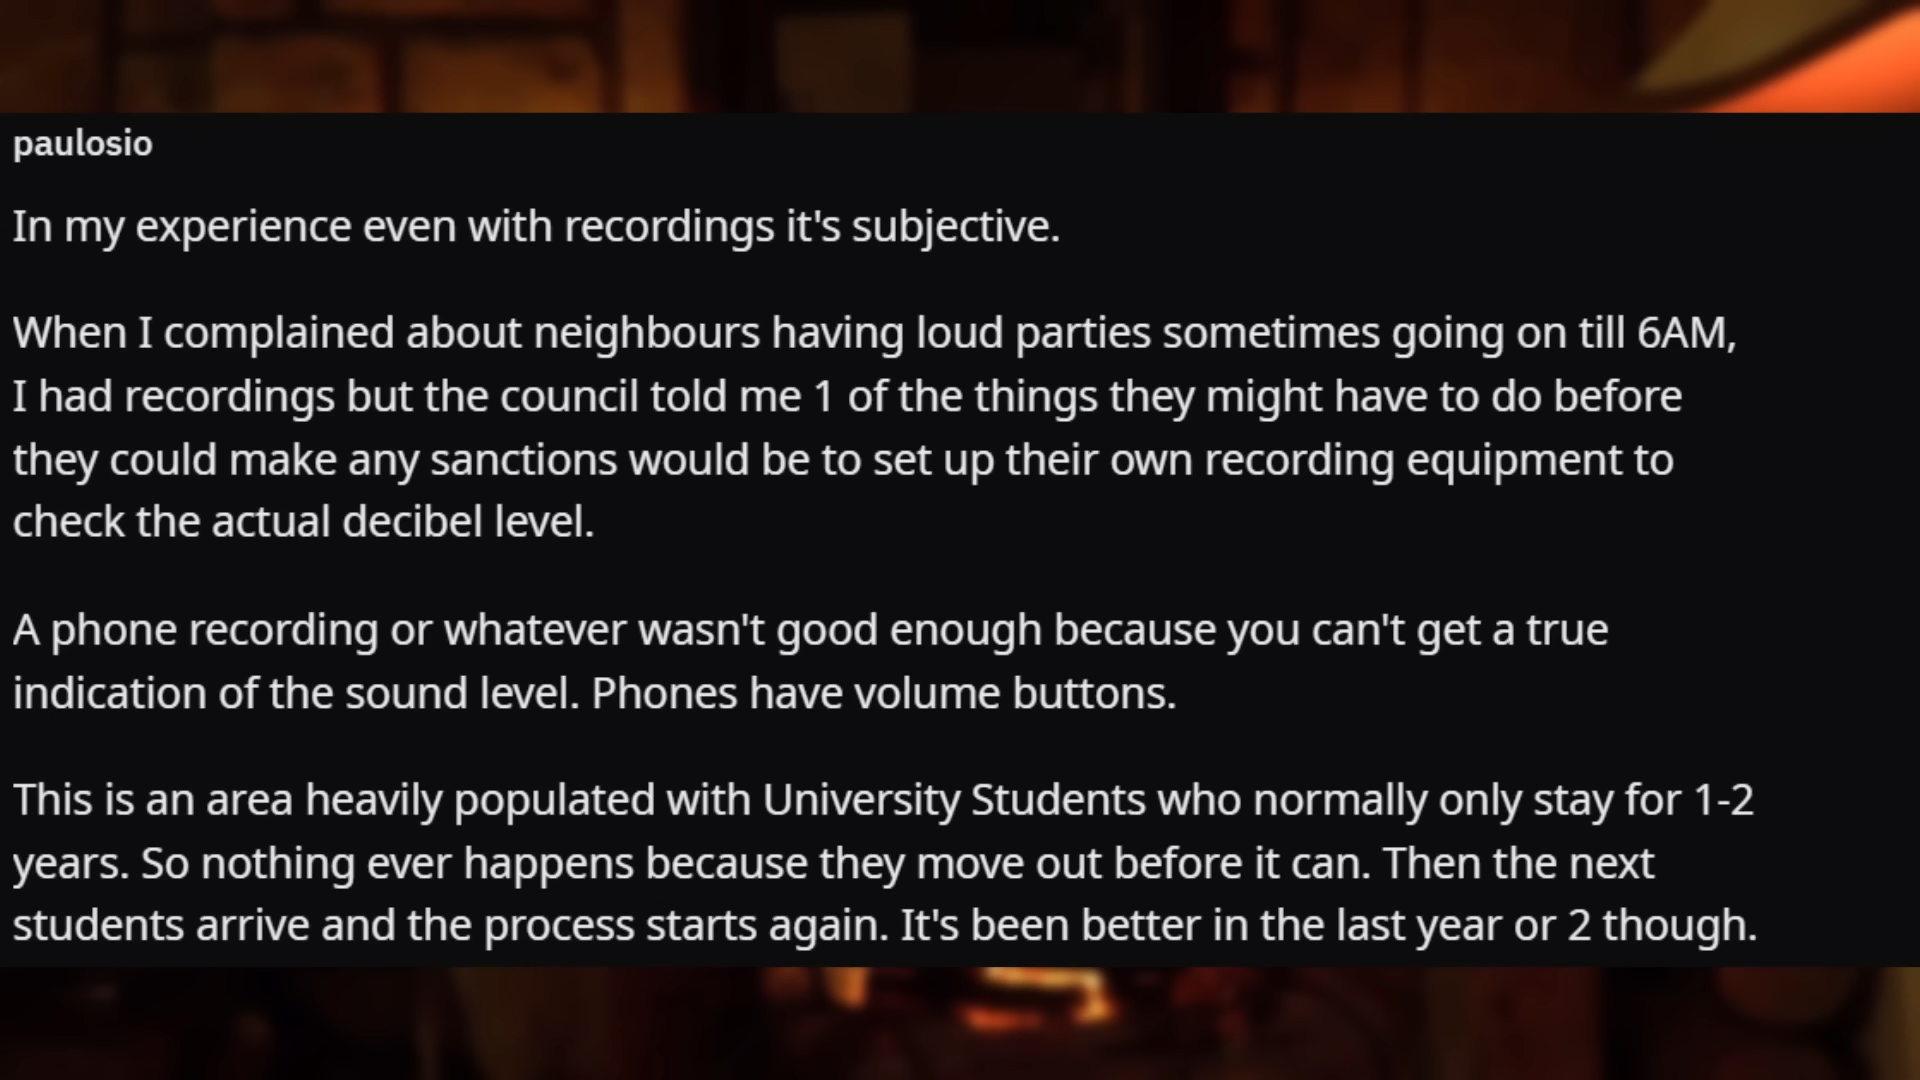 paulosio
In my experience even with recordings it's subjective.
When I complained about neighbours having loud parties sometimes going on till 6AM,
I had recordings but the council told me 1 of the things they might have to do before
they could make any sanctions would be to set up their own recording equipment to
check the actual decibel level.
A phone recording or whatever wasn't good enough because you can't get a true
indication of the sound level. Phones have volume buttons.
This is an area heavily populated with University Students who normally only stay for 1-2
years. So nothing ever happens because they move out before it can. Then the next
students arrive and the process starts again. It's been better in the last year or 2 though.